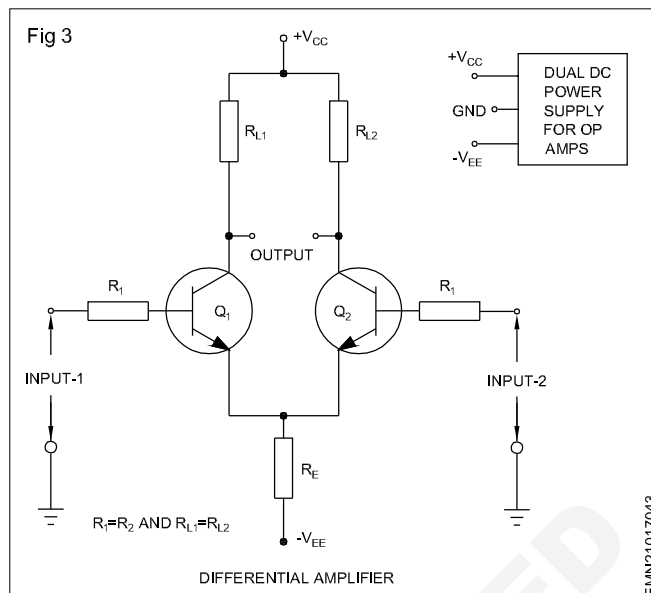 Fig 3
+VCC
RL1
RL2
OUTPUT
R1
Q1
Q2
R1
INPUT-1
INPUT-2
RE
R1=R2 AND RL1=RL2
-VEE
DIFFERENTIAL AMPLIFIER
+VCC
GND
-VEE
DUAL DC
POWER
SUPPLY
FOR OP
AMPS